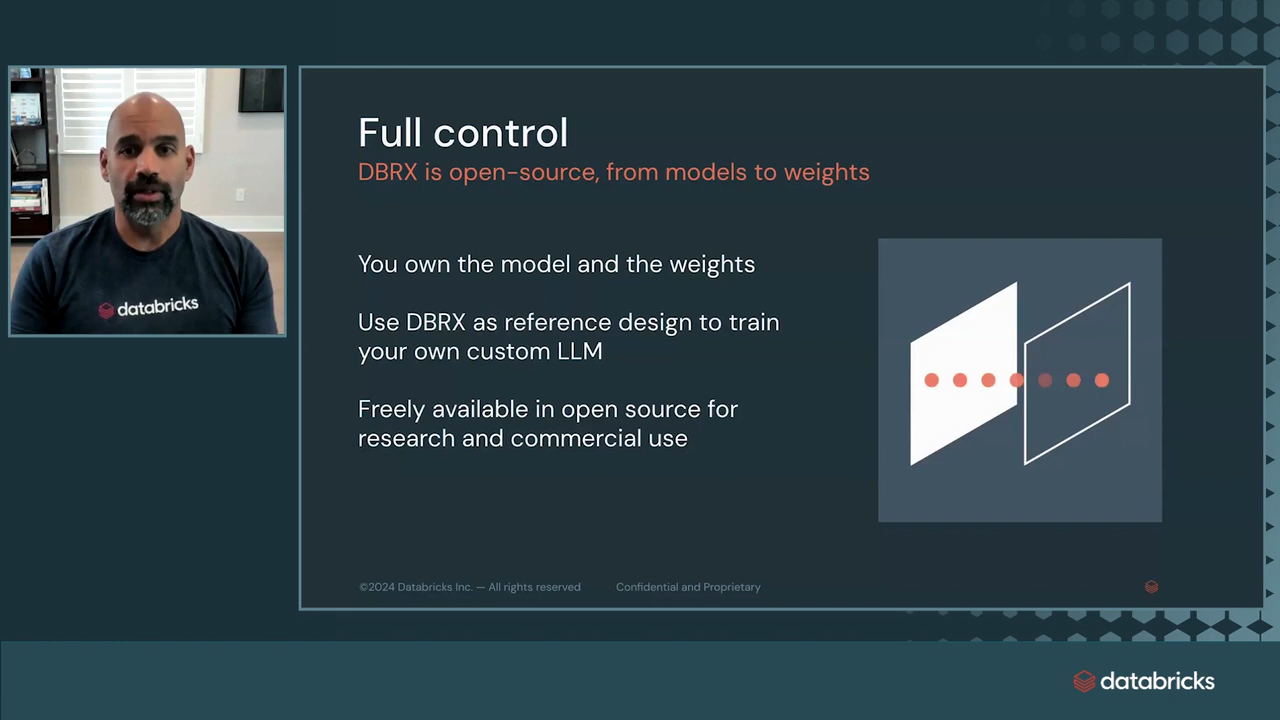 databricks
Full control
DBRX is open-source, from models to weights
You own the model and the weights
Use DBRX as reference design to train
your own custom LLM
Freely available in open source for
research and commercial use
©2024 Databricks Inc. — All rights reserved
Confidential and Proprietary
databricks